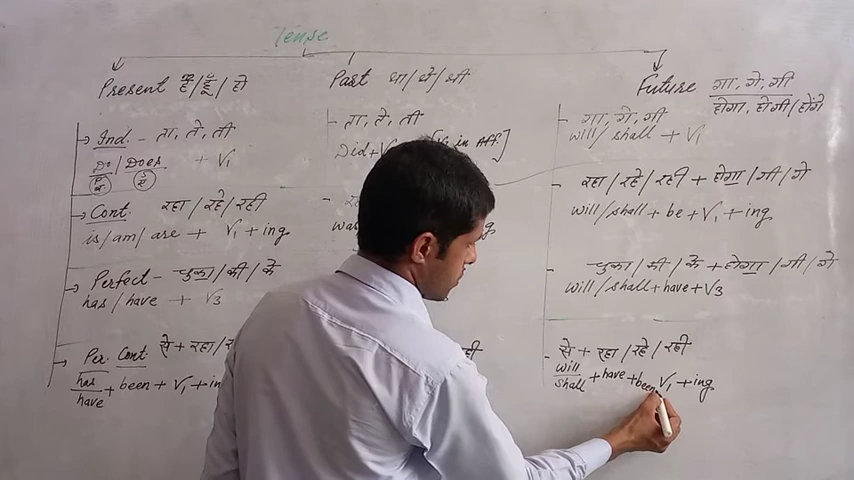 Tense
Present है/हूँ/हो
Ind. - ता, ते, ती
Do/Does + V1
Cont. रहा/रहे/रही
is/am/are + V1 + ing
Perfect - चुका/की/के
has/have + V3
Per. Cont. से + रहा/
has/have + been + V1 + in
Past था/थे/थी
- ता, ते, ती
Did + in Aff.]
was
Future गा, गे, गी
होगा, होगी/होंगे
- गा, गे, गी
will/shall + V1
- रहा/रहे/रही + होगा/गी/गे
will/shall + be + V1 + ing
- चुका/की/के + होगा/गी/गे
will/shall + have + V3
- से + रहा/रहे/रही
will/shall + have + been V1 + ing